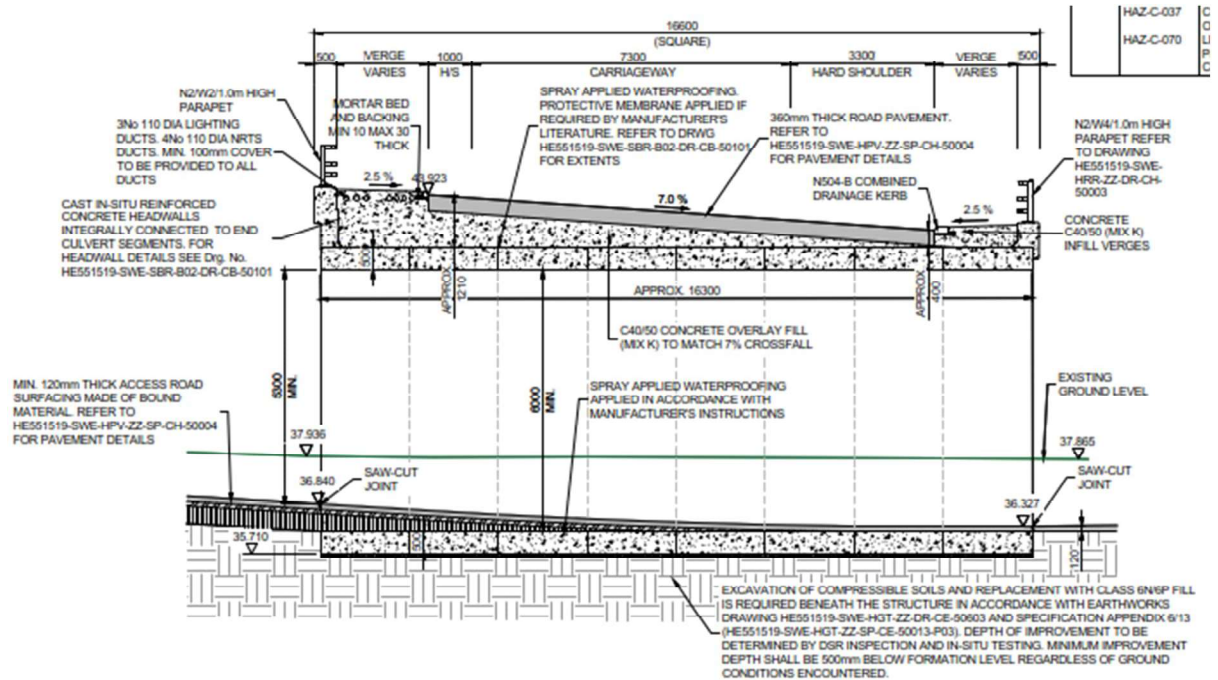 HAZ-C-037
HAZ-C-070
16600
(SQUARE)
500
VERGE
VARIES
1000
H/S
7300
CARRIAGEWAY
3300
HARD SHOULDER
VERGE
VARIES
500
N2/W2/1.0m HIGH
PARAPET
3No 110 DIA LIGHTING
DUCTS. 4No 110 DIA NRTS
DUCTS. MIN. 100mm COVER
TO BE PROVIDED TO ALL
DUCTS
MORTAR BED
AND BACKING
MIN 10 MAX 30
THICK
SPRAY APPLIED WATERPROOFING.
PROTECTIVE MEMBRANE APPLIED IF
REQUIRED BY MANUFACTURER'S
LITERATURE. REFER TO DRWG
HE551519-SWE-SBR-B02-DR-CB-50101
FOR EXTENTS
360mm THICK ROAD PAVEMENT.
REFER TO
HE551519-SWE-HPV-ZZ-SP-CH-50004
FOR PAVEMENT DETAILS
N504-B COMBINED
DRAINAGE KERB
N2/W4/1.0m HIGH
PARAPET REFER
TO DRAWING
HE551519-SWE-
HRR-ZZ-DR-CH-
50003
2.5 %
43.923
7.0 %
2.5 %
CAST IN-SITU REINFORCED
CONCRETE HEADWALLS
INTEGRALLY CONNECTED TO END
CULVERT SEGMENTS. FOR
HEADWALL DETAILS SEE Drg. No.
HE551519-SWE-SBR-B02-DR-CB-50101
CONCRETE
C40/50 (MIX K)
INFILL VERGES
APPROX
1210
APPROX. 16300
APPROX.
400
C40/50 CONCRETE OVERLAY FILL
(MIX K) TO MATCH 7% CROSSFALL
5300
MIN.
6000
MIN.
MIN. 120mm THICK ACCESS ROAD
SURFACING MADE OF BOUND
MATERIAL. REFER TO
HE551519-SWE-HPV-ZZ-SP-CH-50004
FOR PAVEMENT DETAILS
SPRAY APPLIED WATERPROOFING
APPLIED IN ACCORDANCE WITH
MANUFACTURER'S INSTRUCTIONS
EXISTING
GROUND LEVEL
37.936
37.865
36.840
SAW-CUT
JOINT
SAW-CUT
JOINT
36.327
35.710
120
EXCAVATION OF COMPRESSIBLE SOILS AND REPLACEMENT WITH CLASS 6N/6P FILL
IS REQUIRED BENEATH THE STRUCTURE IN ACCORDANCE WITH EARTHWORKS
DRAWING HE551519-SWE-HGT-ZZ-DR-CE-50603 AND SPECIFICATION APPENDIX 6/13
(HE551519-SWE-HGT-ZZ-SP-CE-50013-P03). DEPTH OF IMPROVEMENT TO BE
DETERMINED BY DSR INSPECTION AND IN-SITU TESTING. MINIMUM IMPROVEMENT
DEPTH SHALL BE 500mm BELOW FORMATION LEVEL REGARDLESS OF GROUND
CONDITIONS ENCOUNTERED.